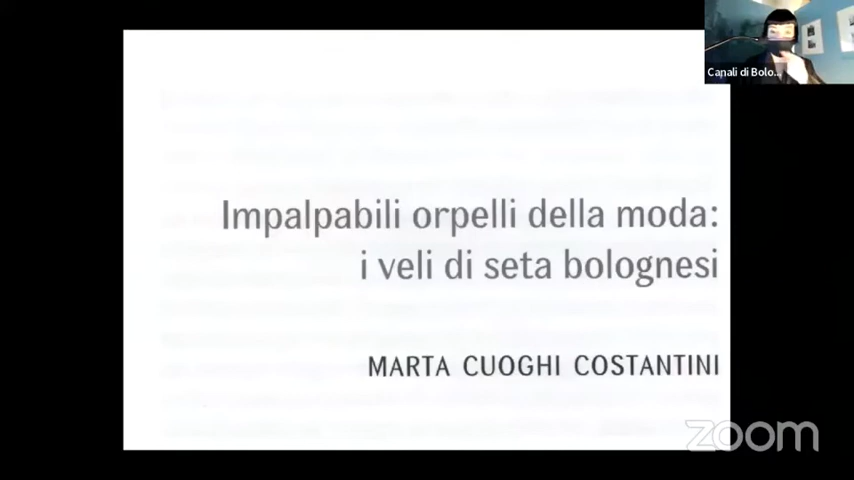 Canali di Bolo...
Impalpabili orpelli della moda:
i veli di seta bolognesi
MARTA CUOGHI COSTANTINI
zoom